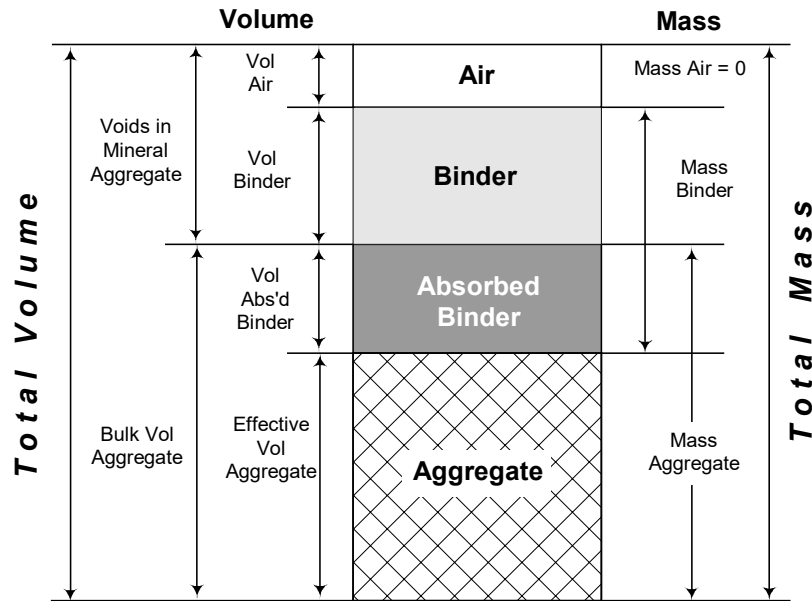 Volume
Mass
Vol
Air
Air
Mass Air = 0
Voids in
Mineral
Aggregate
Vol
Binder
Binder
Mass
Binder
Total Volume
Total Mass
Vol
Abs'd
Binder
Absorbed
Binder
Bulk Vol
Aggregate
Effective
Vol
Aggregate
Aggregate
Mass
Aggregate